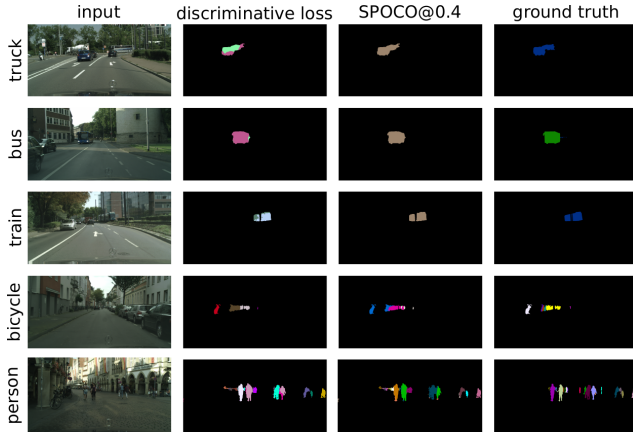 input discriminative loss SPOCO@0.4 ground truth
truck
bus
train
bicycle
person